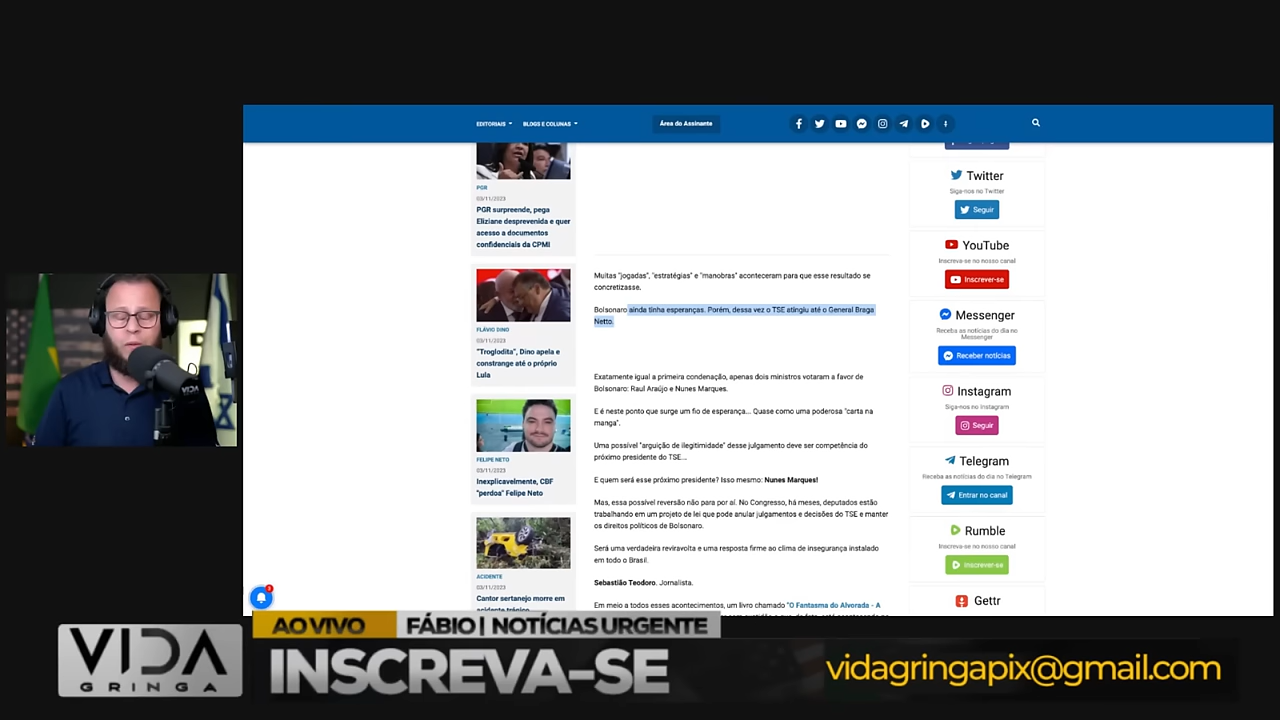 EDITORIAIS
BLOGS E COLUNAS
Área do Assinante
PGR
03/11/2023
PGR surpreende, pega
Eliziane desprevenida e quer
acesso a documentos
confidenciais da CPMI
FLÁVIO DINO
03/11/2023
"Troglodita", Dino apela e
constrange até o próprio
Lula
FELIPE NETO
03/11/2023
Inexplicavelmente, CBF
"perdoa" Felipe Neto
ACIDENTE
03/11/2023
Cantor sertanejo morre em
acidente trágico
Muitas "jogadas", "estratégias" e "manobras" aconteceram para que esse resultado se
concretizasse.
Bolsonaro ainda tinha esperanças. Porém, dessa vez o TSE atingiu até o General Braga
Netto.
Exatamente igual a primeira condenação, apenas dois ministros votaram a favor de
Bolsonaro: Raul Araújo e Nunes Marques.
E é neste ponto que surge um fio de esperança... Quase como uma poderosa "carta na
manga".
Uma possível "arguição de ilegitimidade" desse julgamento deve ser competência do
próximo presidente do TSE...
E quem será esse próximo presidente? Isso mesmo: Nunes Marques!
Mas, essa possível reversão não para por aí. No Congresso, há meses, deputados estão
trabalhando em um projeto de lei que pode anular julgamentos e decisões do TSE e manter
os direitos políticos de Bolsonaro.
Será uma verdadeira reviravolta e uma resposta firme ao clima de insegurança instalado
em todo o Brasil.
Sebastião Teodoro. Jornalista.
Em meio a todos esses acontecimentos, um livro chamado "O Fantasma do Alvorada - A
Twitter
Siga-nos no Twitter
Seguir
YouTube
Inscreva-se no nosso canal
Inscrever-se
Messenger
Receba as notícias do dia no
Messenger
Receber notícias
Instagram
Siga-nos no Instagram
Seguir
Telegram
Receba as notícias do dia no Telegram
Entrar no canal
Rumble
Inscreva-se no nosso canal
Inscrever-se
Gettr
AO VIVO
FÁBIO | NOTÍCIAS URGENTE
VIDA
GRINGA
INSCREVA-SE
vidagringapix@gmail.com